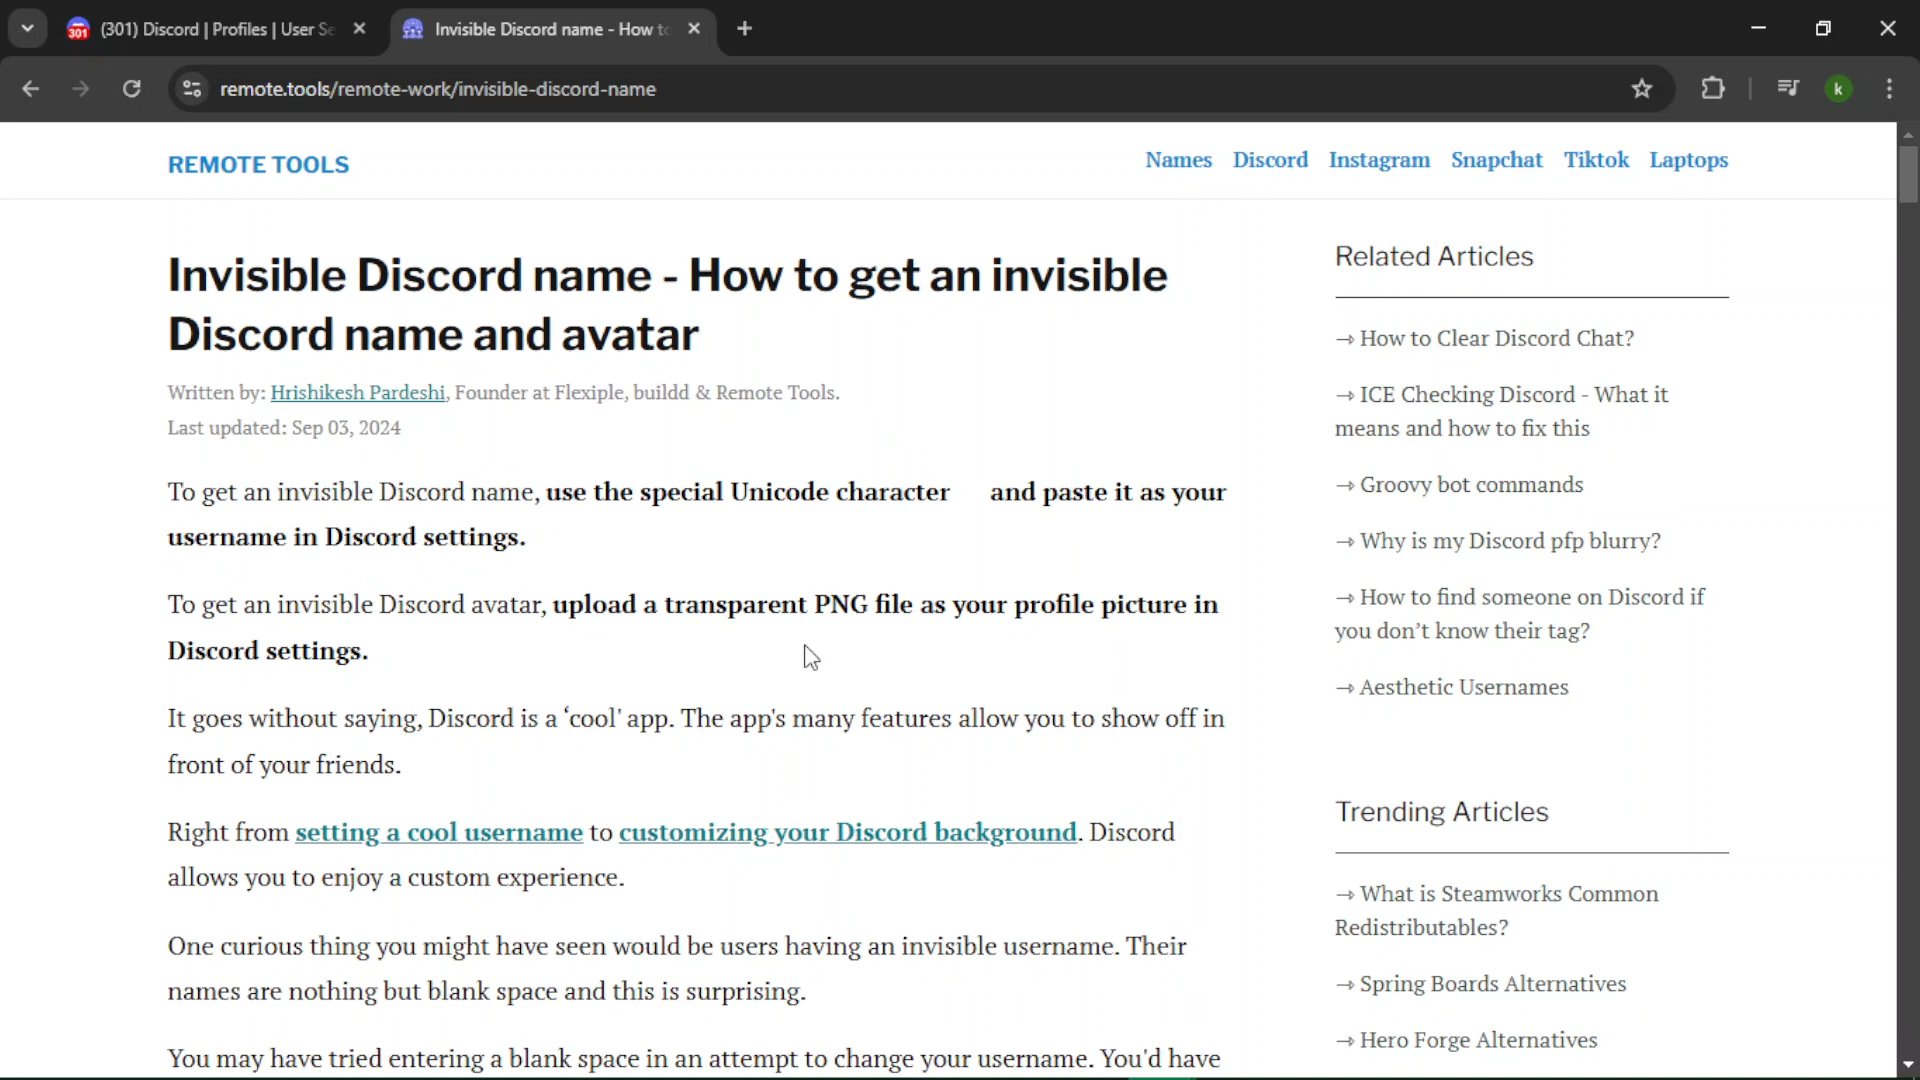 (301) Discord | Profiles | User Se
Invisible Discord name - How to
remote.tools/remote-work/invisible-discord-name
k
REMOTE TOOLS
Names Discord Instagram Snapchat Tiktok Laptops
Invisible Discord name - How to get an invisible
Discord name and avatar
Written by: Hrishikesh Pardeshi, Founder at Flexiple, buildd & Remote Tools.
Last updated: Sep 03, 2024
To get an invisible Discord name, use the special Unicode character and paste it as your
username in Discord settings.
To get an invisible Discord avatar, upload a transparent PNG file as your profile picture in
Discord settings.
It goes without saying, Discord is a ‘cool' app. The app's many features allow you to show off in
front of your friends.
Right from setting a cool username to customizing your Discord background. Discord
allows you to enjoy a custom experience.
One curious thing you might have seen would be users having an invisible username. Their
names are nothing but blank space and this is surprising.
You may have tried entering a blank space in an attempt to change your username. You'd have
Related Articles
→ How to Clear Discord Chat?
→ ICE Checking Discord - What it
means and how to fix this
→ Groovy bot commands
→ Why is my Discord pfp blurry?
→ How to find someone on Discord if
you don’t know their tag?
→ Aesthetic Usernames
Trending Articles
→ What is Steamworks Common
Redistributables?
→ Spring Boards Alternatives
→ Hero Forge Alternatives